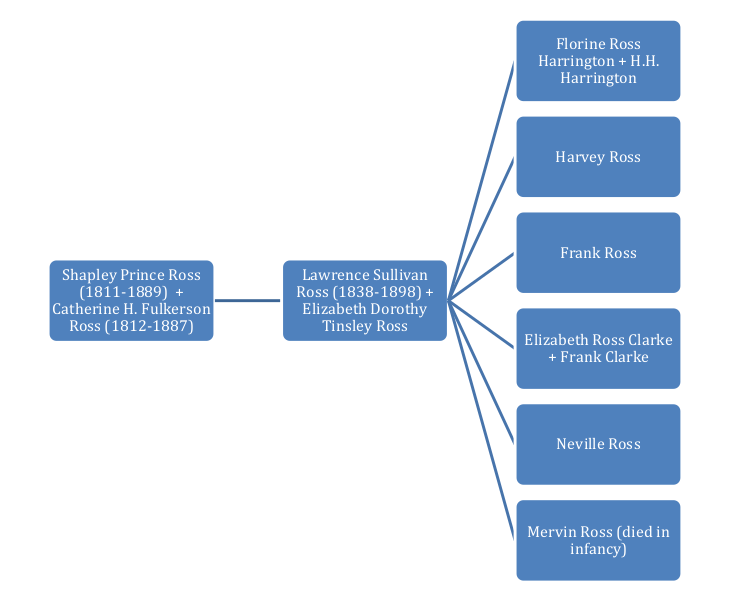 Florine Ross
Harrington + H.H.
Harrington
Harvey Ross
Frank Ross
Shapley Prince Ross
(1811-1889) +
Catherine H. Fulkerson
Ross (1812-1887)
Lawrence Sullivan
Ross (1838-1898) +
Elizabeth Dorothy
Tinsley Ross
Elizabeth Ross Clarke
+ Frank Clarke
Neville Ross
Mervin Ross (died in
infancy)